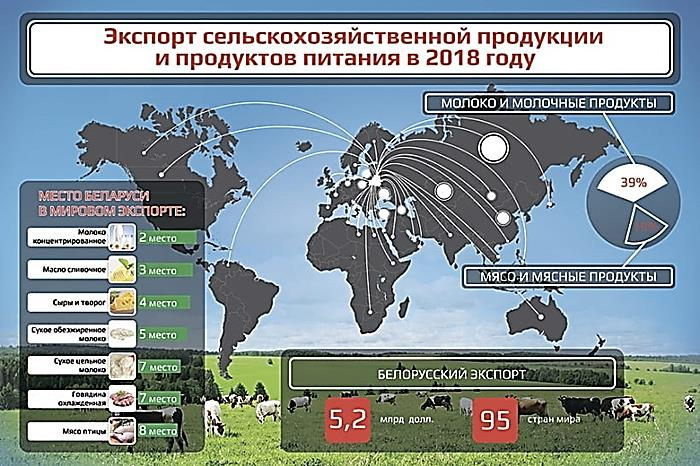 Экспорт сельскохозяйственной продукции
и продуктов питания в 2018 году
МОЛОКО И МОЛОЧНЫЕ ПРОДУКТЫ
39%
МЯСО И МЯСНЫЕ ПРОДУКТЫ
МЕСТО БЕЛАРУСИ
В МИРОВОМ ЭКСПОРТЕ:
Молоко
концентрированное
2 место
Масло сливочное
3 место
Сыры и творог
4 место
Сухое обезжиренное
молоко
5 место
Сухое цельное
молоко
7 место
Говядина
охлажденная
7 место
Мясо птицы
8 место
БЕЛОРУССКИЙ ЭКСПОРТ
5,2 млрд долл. 95 стран мира